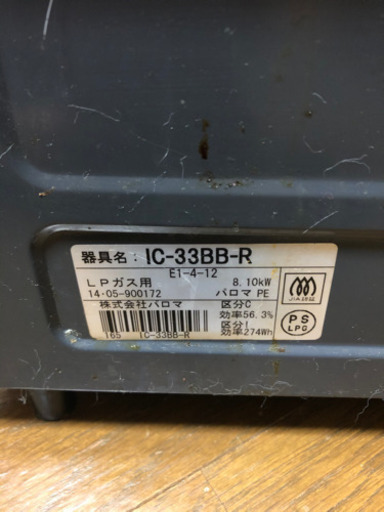 器具名： IC-33BB-R
E1-4-12
LPガス用 8.10kW
14・05-900172 パロマ PE
株式会社パロマ 区分C
効率56.3%
区分I
効率274Wh
165 IC-33BB-R
PS
LPG